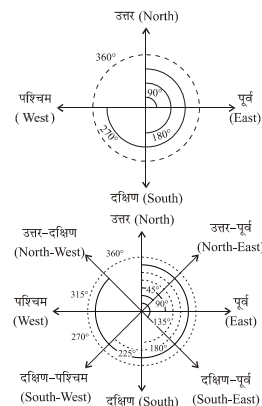 उत्तर (North)
360°
90°
पश्चिम
( West)
पूर्व
(East)
270°
180°
दक्षिण (South)
उत्तर (North)
उत्तर-दक्षिण
(North-West)
360°
उत्तर-पूर्व
(North-East)
315°
45°
90°
पश्चिम
(West)
पूर्व
(East)
135°
270°
180°
225°
दक्षिण-पश्चिम
(South-West)
दक्षिण-पूर्व
(South-East)
दक्षिण (South)